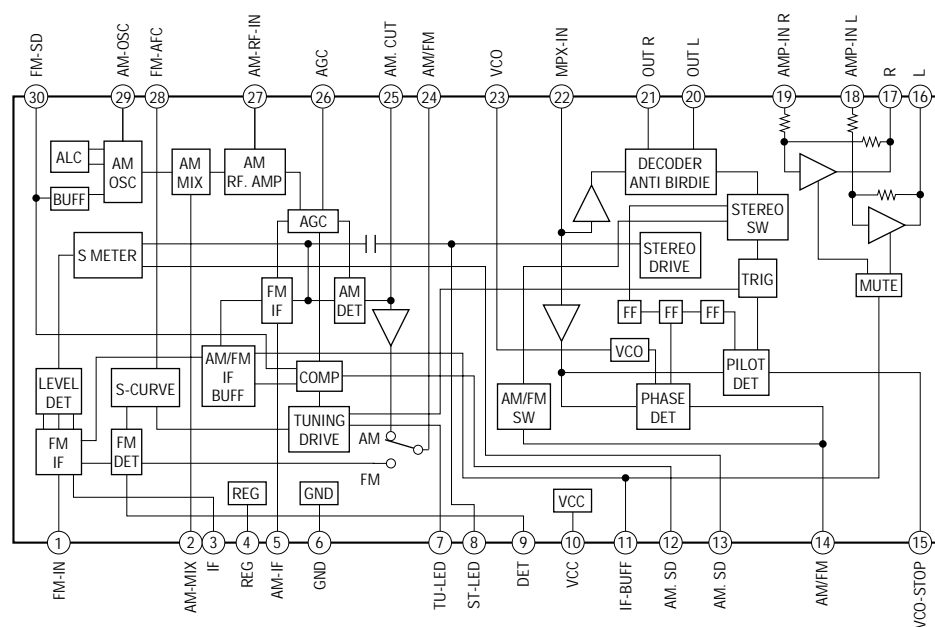 FM-SD
AM-OSC
FM-AFC
AM-RF-IN
AGC
AM. CUT
AM/FM
VCO
MPX-IN
OUT R
OUT L
AMP-IN R
AMP-IN L
R
L
30
29
28
27
26
25
24
23
22
21
20
19
18
17
16
ALC
BUFF
AM
OSC
AM
MIX
AM
RF. AMP
AGC
DECODER
ANTI BIRDIE
STEREO
SW
S METER
STEREO
DRIVE
FM
IF
AM
DET
TRIG
MUTE
FF
FF
FF
VCO
AM/FM
IF
BUFF
COMP
PILOT
DET
LEVEL
DET
S-CURVE
AM/FM
SW
PHASE
DET
TUNING
DRIVE
AM
FM
FM
IF
FM
DET
REG
GND
VCC
1
2
3
4
5
6
7
8
9
10
11
12
13
14
15
FM-IN
AM-MIX
IF
REG
AM-IF
GND
TU-LED
ST-LED
DET
VCC
IF-BUFF
AM. SD
AM. SD
AM/FM
VCO-STOP